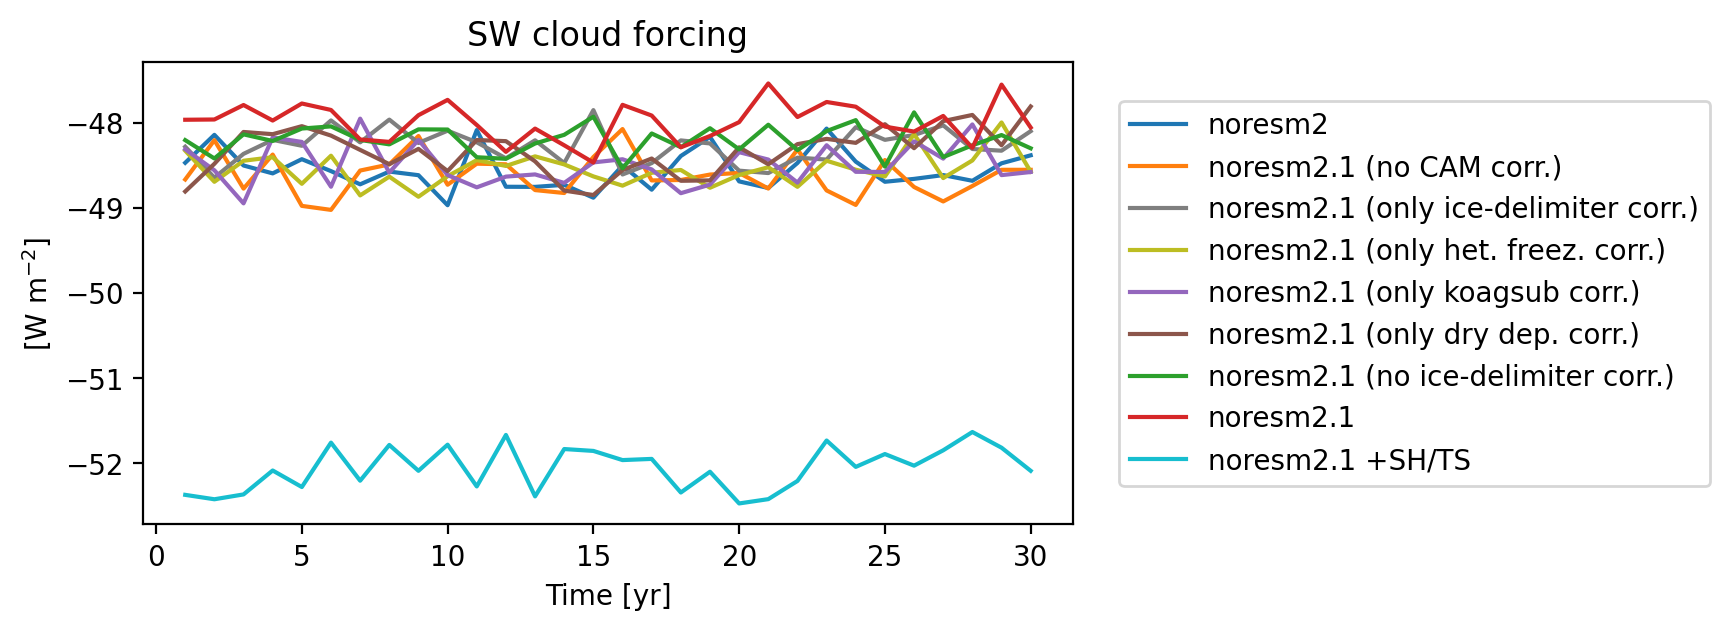 SW cloud forcing
[W m−2]
−48
−49
−50
−51
−52
0 5 10 15 20 25 30
Time [yr]
noresm2
noresm2.1 (no CAM corr.)
noresm2.1 (only ice-delimiter corr.)
noresm2.1 (only het. freez. corr.)
noresm2.1 (only koagsub corr.)
noresm2.1 (only dry dep. corr.)
noresm2.1 (no ice-delimiter corr.)
noresm2.1
noresm2.1 +SH/TS